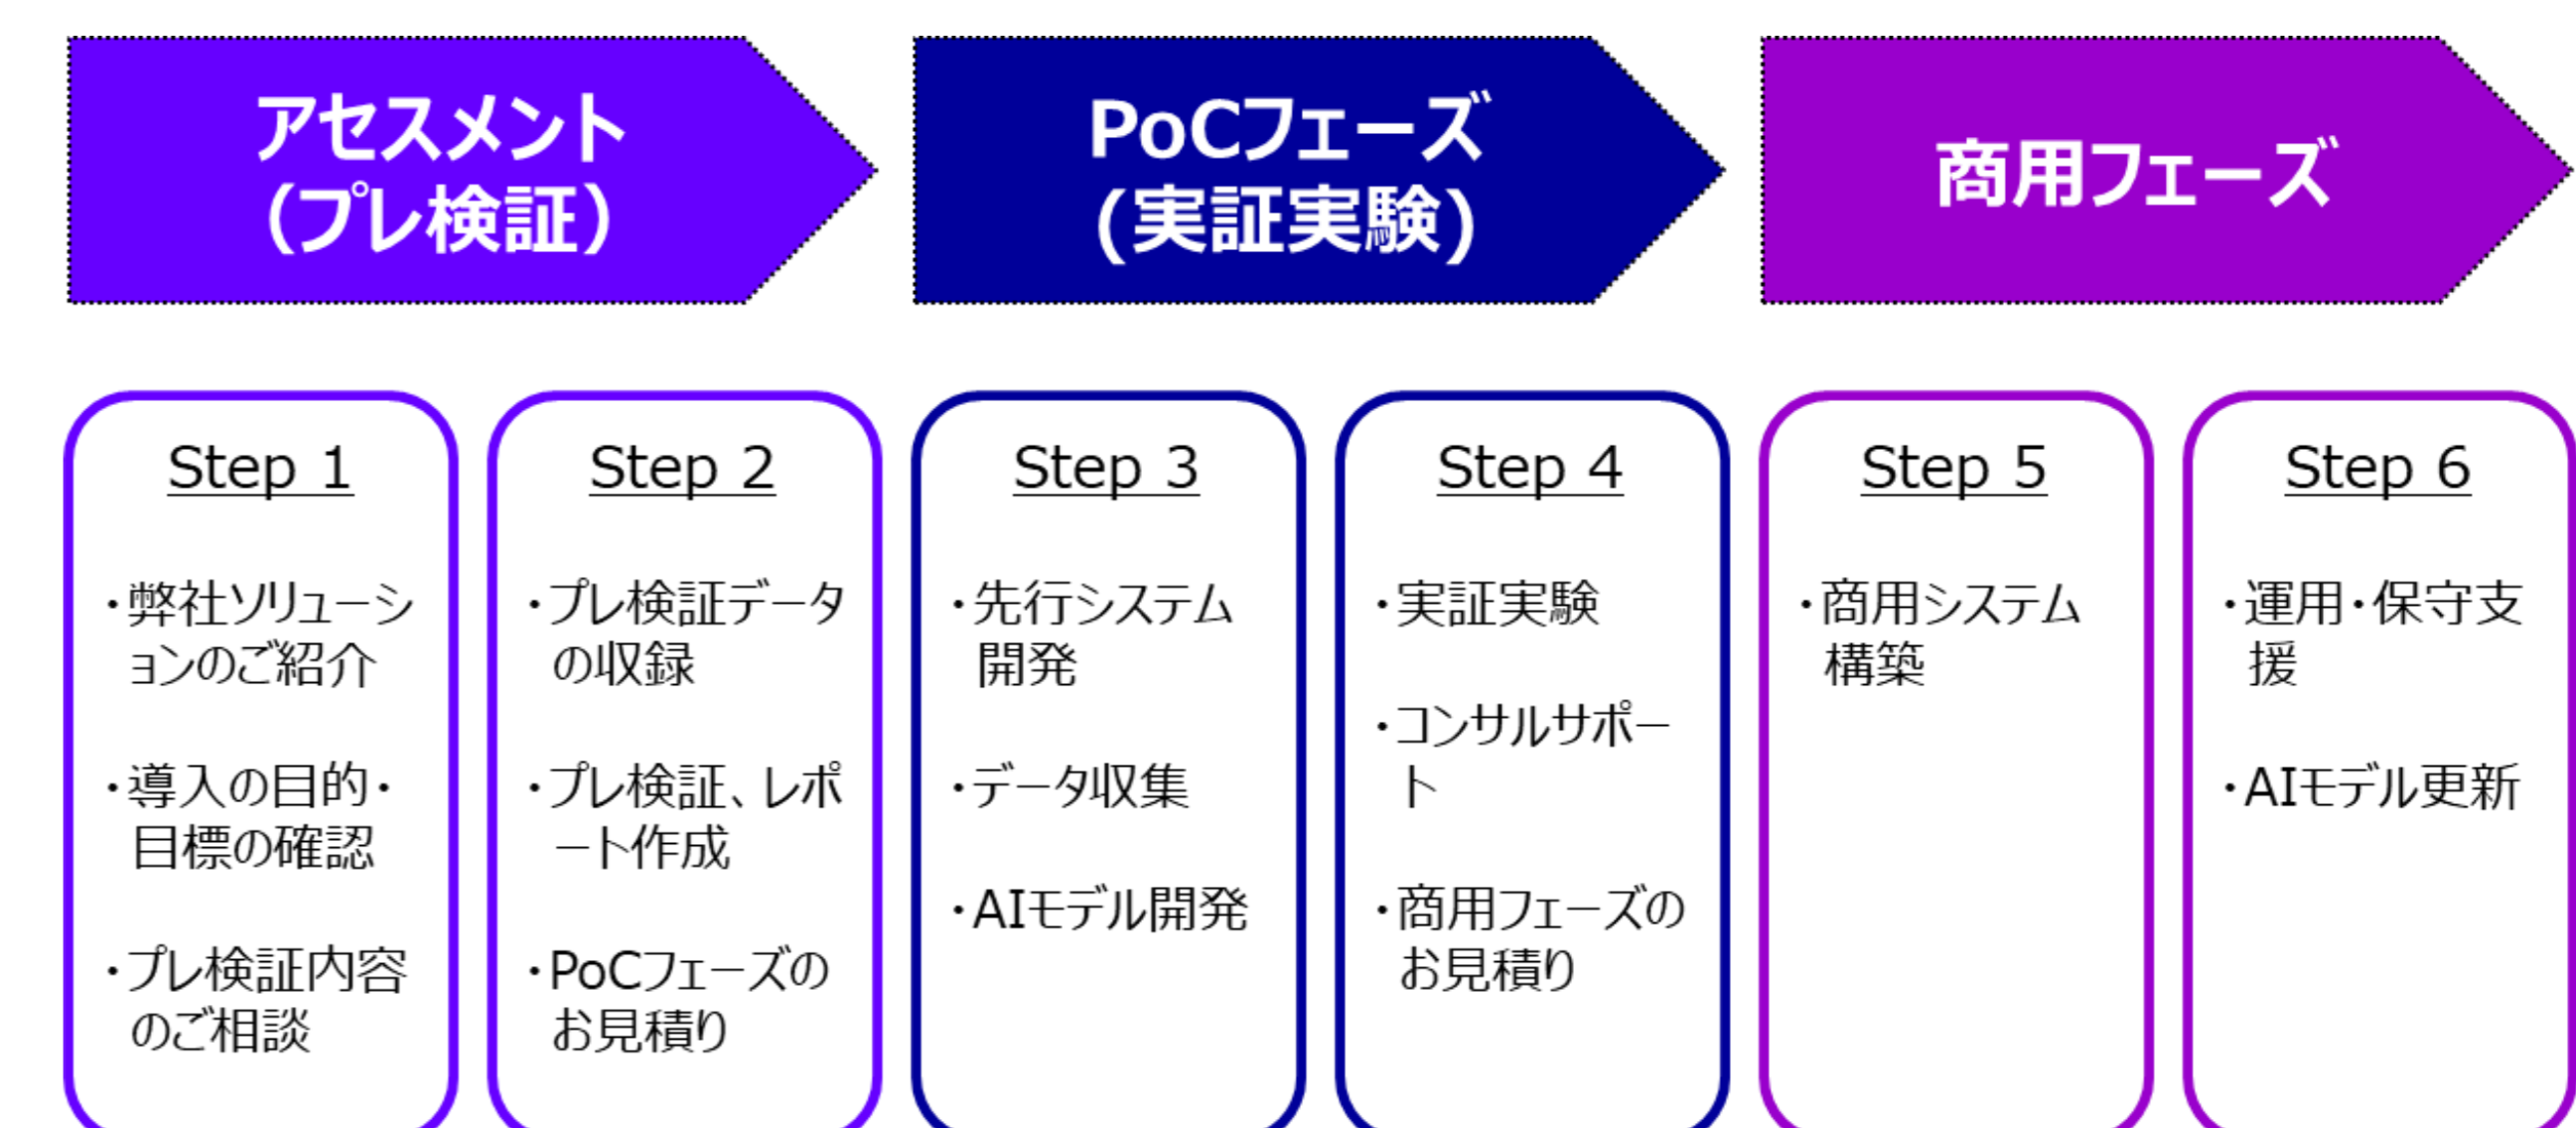 アセスメント
（プレ検証）
PoCフェーズ
(実証実験)
商用フェーズ
Step 1
・弊社ソリューシ
ョンのご紹介
・導入の目的・
目標の確認
・プレ検証内容
のご相談
Step 2
・プレ検証データ
の収録
・プレ検証、レポ
ート作成
・PoCフェーズの
お見積り
Step 3
・先行システム
開発
・データ収集
・AIモデル開発
Step 4
・実証実験
・コンサルサポー
ト
・商用フェーズの
お見積り
Step 5
・商用システム
構築
Step 6
・運用・保守支
援
・AIモデル更新